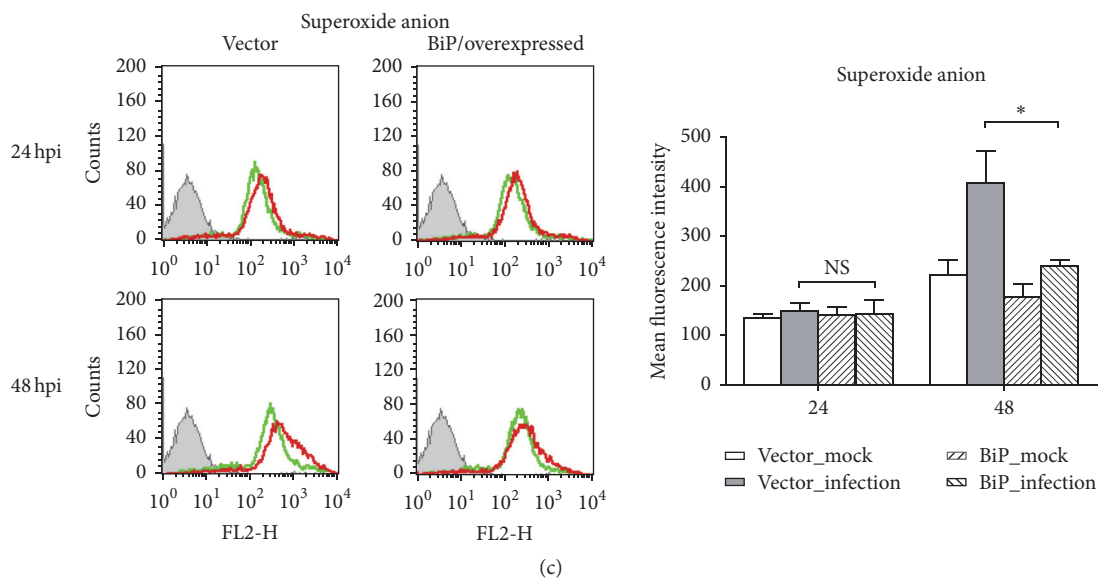 Superoxide anion
Vector
BiP/overexpressed
24 hpi
Counts
200
160
120
80
40
0
10^0 10^1 10^2 10^3 10^4
200
160
120
80
40
0
10^0 10^1 10^2 10^3 10^4
48 hpi
Counts
200
160
120
80
40
0
10^0 10^1 10^2 10^3 10^4
FL2-H
200
160
120
80
40
0
10^0 10^1 10^2 10^3 10^4
FL2-H
Superoxide anion
Mean fluorescence intensity
500
400
300
200
100
0
NS
*
24 48
Vector_mock
BiP_mock
Vector_infection
BiP_infection
(c)